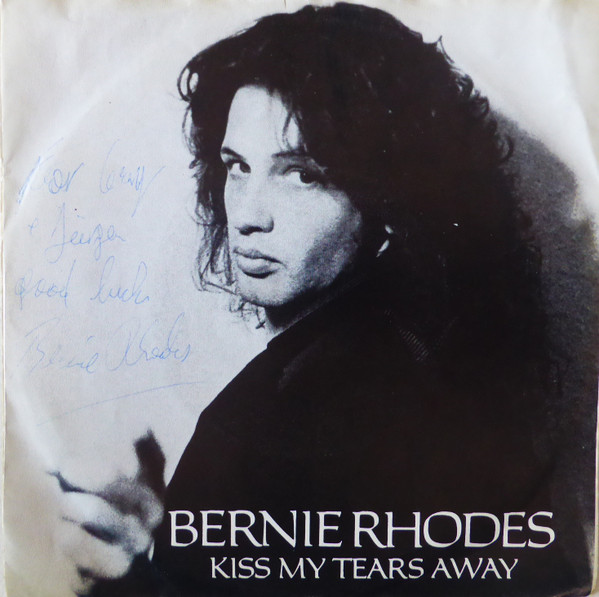 For
+ Jürgen
good luck
Bernie Rhodes
BERNIE RHODES
KISS MY TEARS AWAY